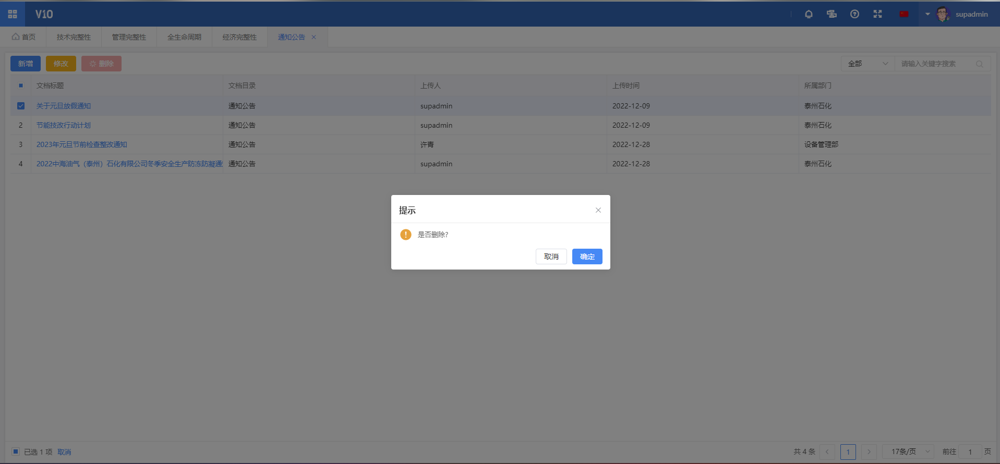 V10
supadmin
首页 技术完整性 管理完整性 全生命周期 经济完整性 通知公告
新增 修改 删除 全部 请输入关键字搜索
文档标题 文档目录 上传人 上传时间 所属部门
关于元旦放假通知 通知公告 supadmin 2022-12-09 泰州石化
2 节能技改行动计划 通知公告 supadmin 2022-12-09 泰州石化
3 2023年元旦节前检查整改通知 通知公告 许青 2022-12-28 设备管理部
4 2022中海油气（泰州）石化有限公司冬季安全生产防冻防凝通 通知公告 supadmin 2022-12-28 泰州石化
提示
是否删除?
取消 确定
已选 1 项 取消 共 4 条 1 17条/页 前往 1 页